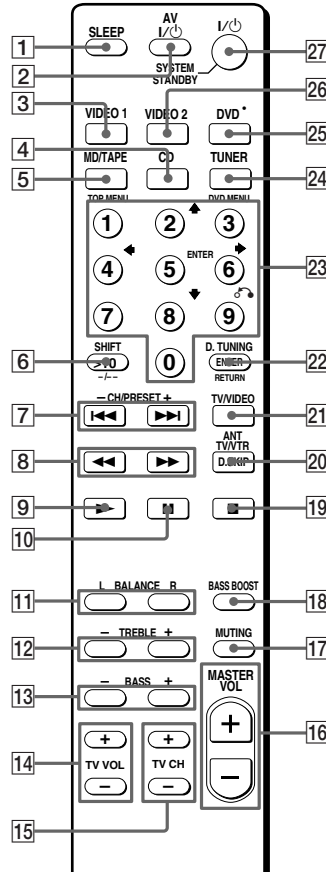 AV
SLEEP I/⏻ I/⏻
1
2 SYSTEM STANDBY 27
3 26
VIDEO 1 VIDEO 2 DVD
4 25
MD/TAPE CD TUNER
5 24
TOP MENU DVD MENU
1 2 3
4 5 ENTER 6 23
7 8 9
SHIFT D. TUNING
6 >10 0 ENTER 22
-/-- RETURN
– CH/PRESET + TV/VIDEO
7 21
ANT
TV/VTR
8 D.SKIP 20
9 19
10
L BALANCE R BASS BOOST
11 18
– TREBLE + MUTING
12 17
– BASS + MASTER
VOL
13
+ + +
14 TV VOL TV CH 16
– – –
15